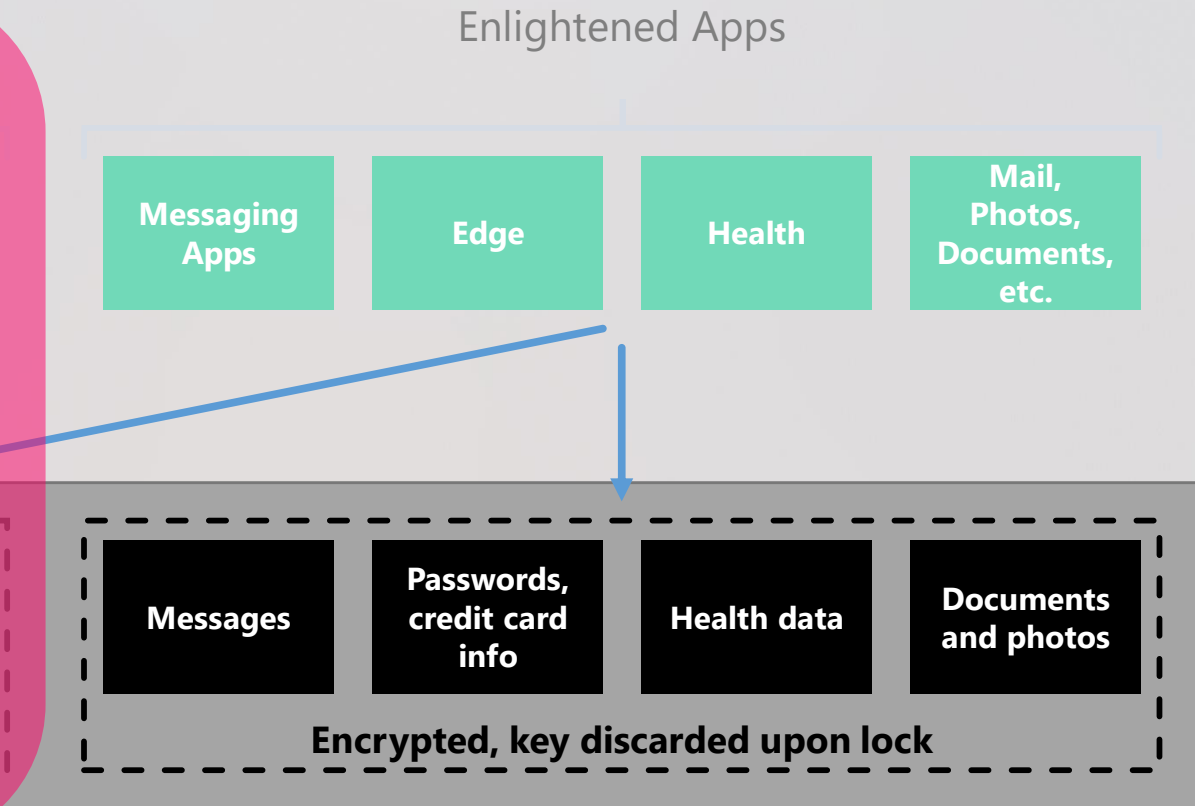 Enlightened Apps
Messaging
Apps
Edge
Health
Mail,
Photos,
Documents,
etc.
Messages
Passwords,
credit card
info
Health data
Documents
and photos
Encrypted, key discarded upon lock